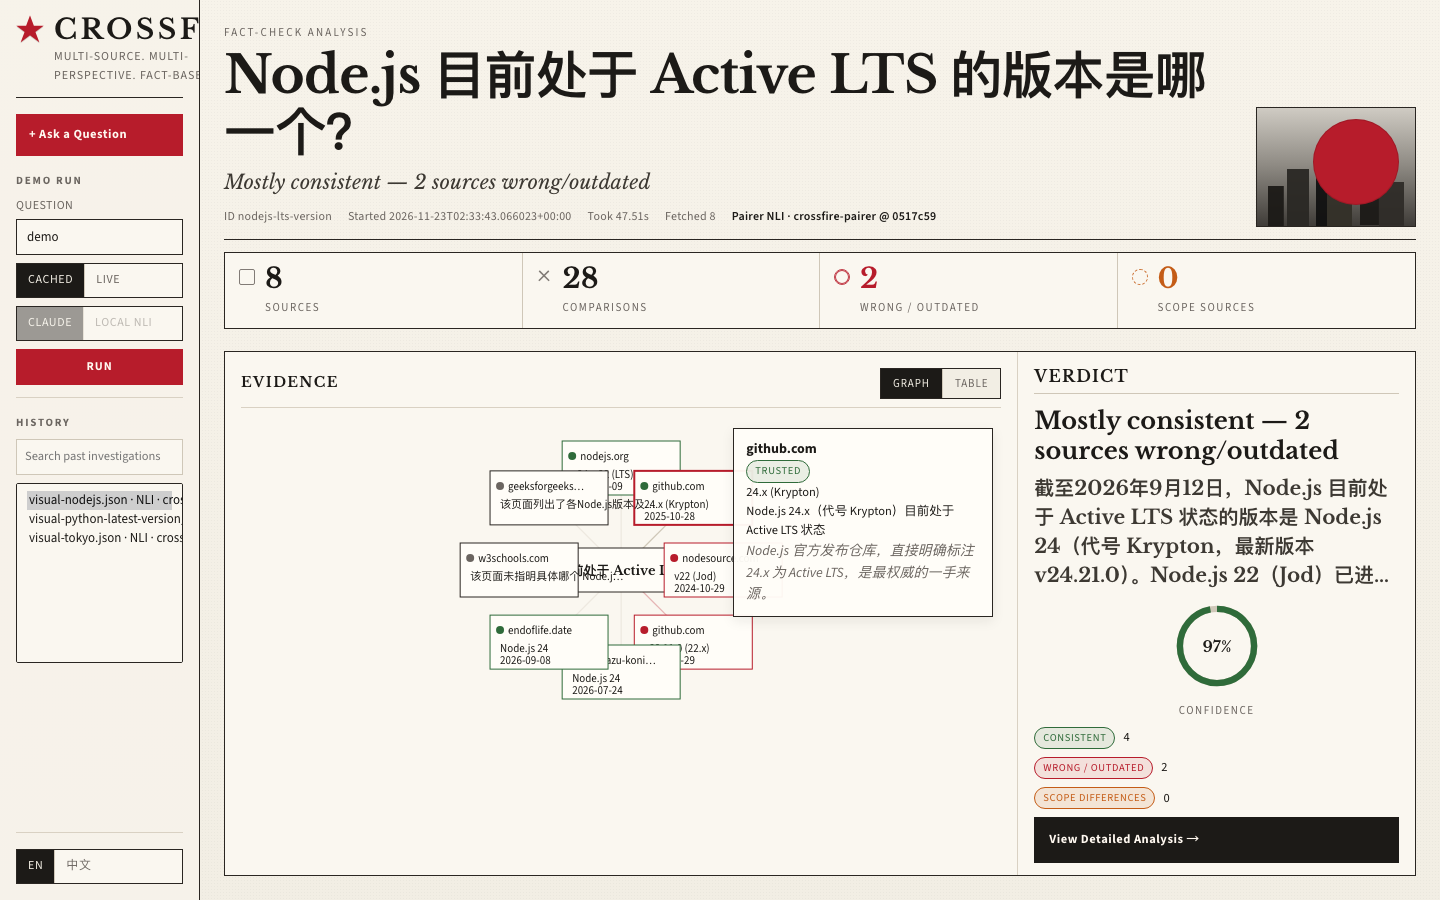 CROSSF
MULTI-SOURCE. MULTI-
PERSPECTIVE. FACT-BASE
+ Ask a Question
DEMO RUN
QUESTION
demo
CACHED LIVE
CLAUDE LOCAL NLI
RUN
HISTORY
Search past investigations
visual-nodejs.json · NLI · cros
visual-python-latest-version
visual-tokyo.json · NLI · cross
EN 中文
FACT-CHECK ANALYSIS
Node.js 目前处于 Active LTS 的版本是哪
一个?
Mostly consistent — 2 sources wrong/outdated
ID nodejs-lts-version Started 2026-11-23T02:33:43.066023+00:00 Took 47.51s Fetched 8 Pairer NLI · crossfire-pairer @ 0517c59
8
SOURCES
28
COMPARISONS
2
WRONG / OUTDATED
0
SCOPE SOURCES
EVIDENCE
GRAPH TABLE
nodejs.org
(LTS)
-09
geeksforgeeks…
该页面列出了各Node.js版本及
github.com
24.x (Krypton)
2025-10-28
w3schools.com
该页面未指明具体哪个Node.j…
处于 Active L
nodesource
v22 (Jod)
2024-10-29
endoflife.date
Node.js 24
2026-09-08
github.com
(22.x)
-29
azu-koni…
Node.js 24
2026-07-24
github.com
TRUSTED
24.x (Krypton)
Node.js 24.x（代号 Krypton）目前处于
Active LTS 状态
Node.js 官方发布仓库，直接明确标注
24.x 为 Active LTS，是最权威的一手来
源。
VERDICT
Mostly consistent — 2
sources wrong/outdated
截至2026年9月12日，Node.js 目前处
于 Active LTS 状态的版本是 Node.js
24（代号 Krypton，最新版本
v24.21.0）。Node.js 22（Jod）已进...
97%
CONFIDENCE
CONSISTENT 4
WRONG / OUTDATED 2
SCOPE DIFFERENCES 0
View Detailed Analysis →